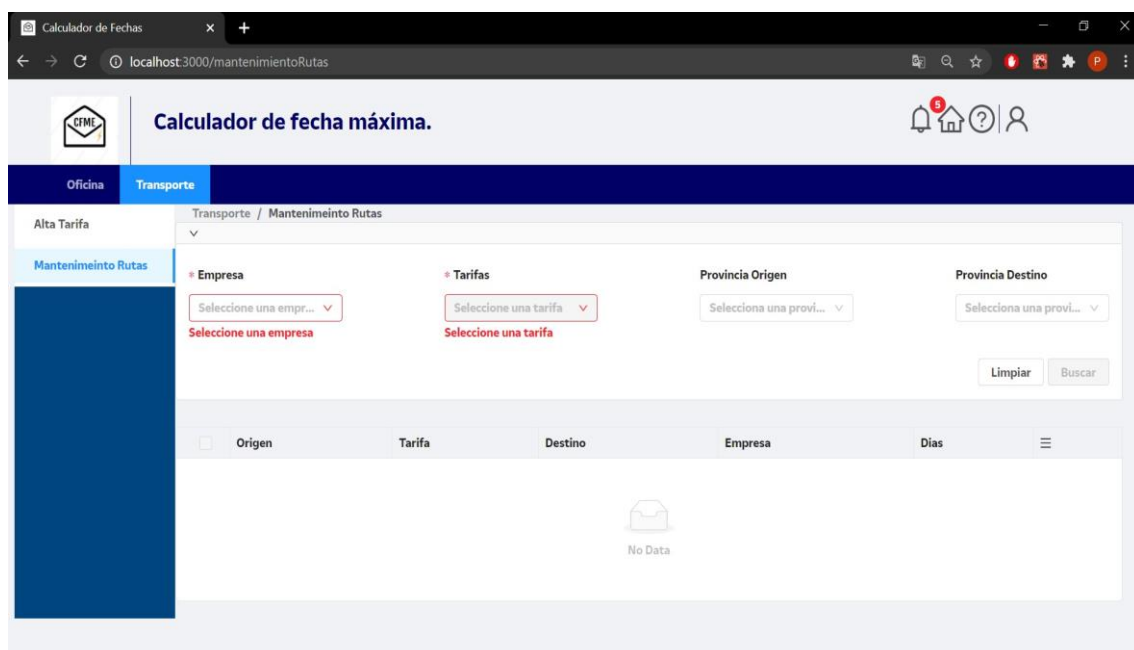 Calculador de Fechas
localhost:3000/mantenimientoRutas
P
CFME
Calculador de fecha máxima.
5
Oficina Transporte
Alta Tarifa
Mantenimeinto Rutas
Transporte / Mantenimeinto Rutas
* Empresa * Tarifas Provincia Origen Provincia Destino
Seleccione una empr... Seleccione una tarifa Selecciona una provi... Selecciona una provi...
Seleccione una empresa Seleccione una tarifa
Limpiar Buscar
Origen Tarifa Destino Empresa Dias
No Data